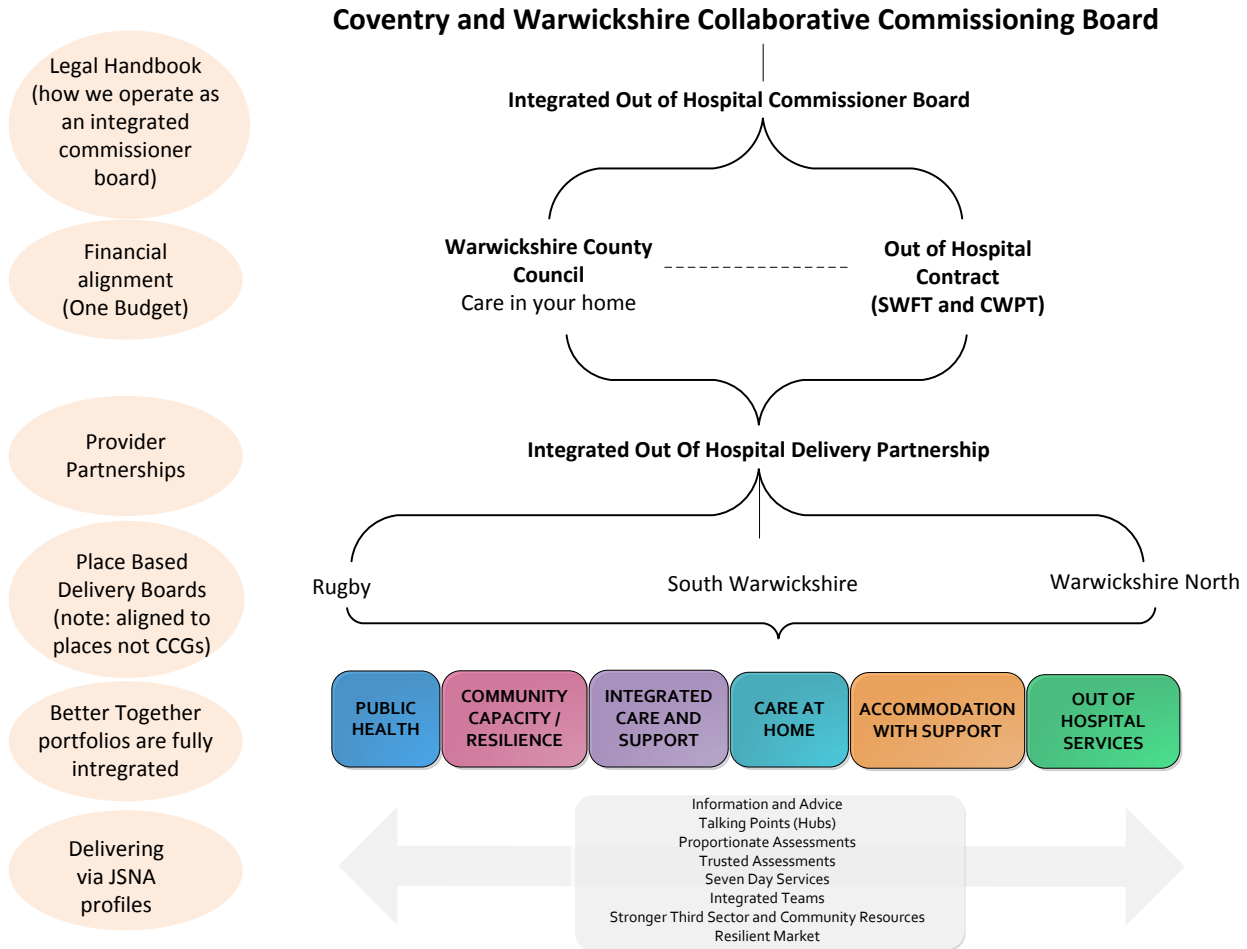 Coventry and Warwickshire Collaborative Commissioning Board
Legal Handbook
(how we operate as
an integrated
commissioner
board)
Integrated Out of Hospital Commissioner Board
Financial
alignment
(One Budget)
Warwickshire County
Council
Care in your home
Out of Hospital
Contract
(SWFT and CWPT)
Provider
Partnerships
Integrated Out Of Hospital Delivery Partnership
Place Based
Delivery Boards
(note: aligned to
places not CCGs)
Rugby
South Warwickshire
Warwickshire North
Better Together
portfolios are fully
intregrated
PUBLIC
HEALTH
COMMUNITY
CAPACITY /
RESILIENCE
INTEGRATED
CARE AND
SUPPORT
CARE AT
HOME
ACCOMMODATION
WITH SUPPORT
OUT OF
HOSPITAL
SERVICES
Delivering
via JSNA
profiles
Information and Advice
Talking Points (Hubs)
Proportionate Assessments
Trusted Assessments
Seven Day Services
Integrated Teams
Stronger Third Sector and Community Resources
Resilient Market